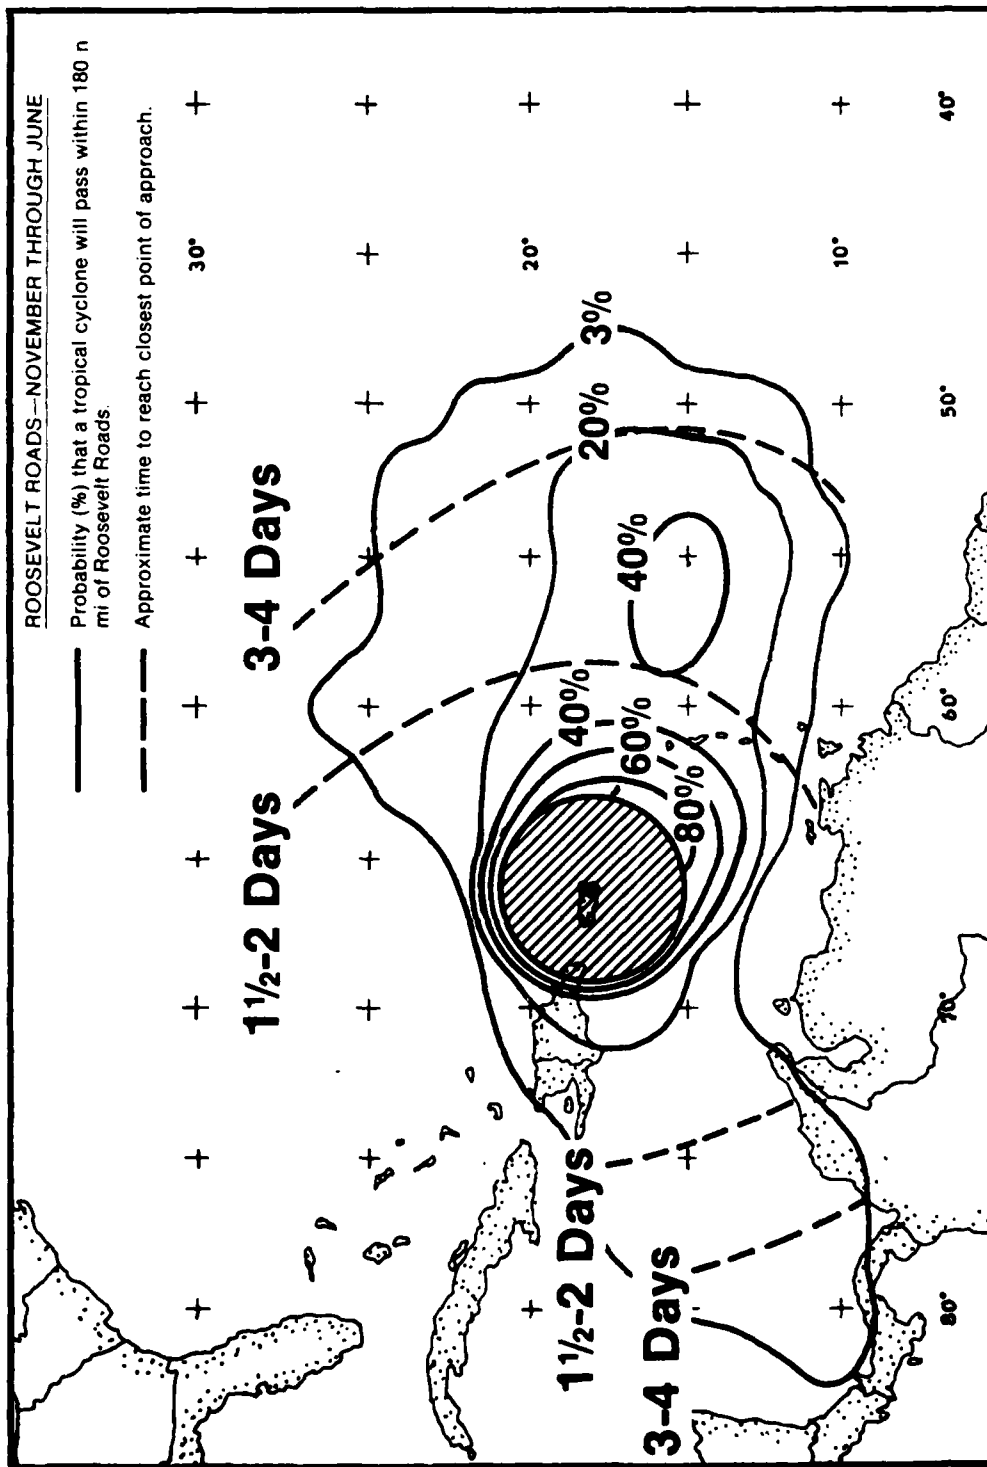 ROOSEVELT ROADS—NOVEMBER THROUGH JUNE
Probability (%) that a tropical cyclone will pass within 180 n
mi of Roosevelt Roads.
Approximate time to reach closest point of approach.
30°
20°
10°
3-4 Days
1½-2 Days
1½-2 Days
3-4 Days
3%
20%
40%
40%
60%
80%
80°
70°
60°
50°
40°